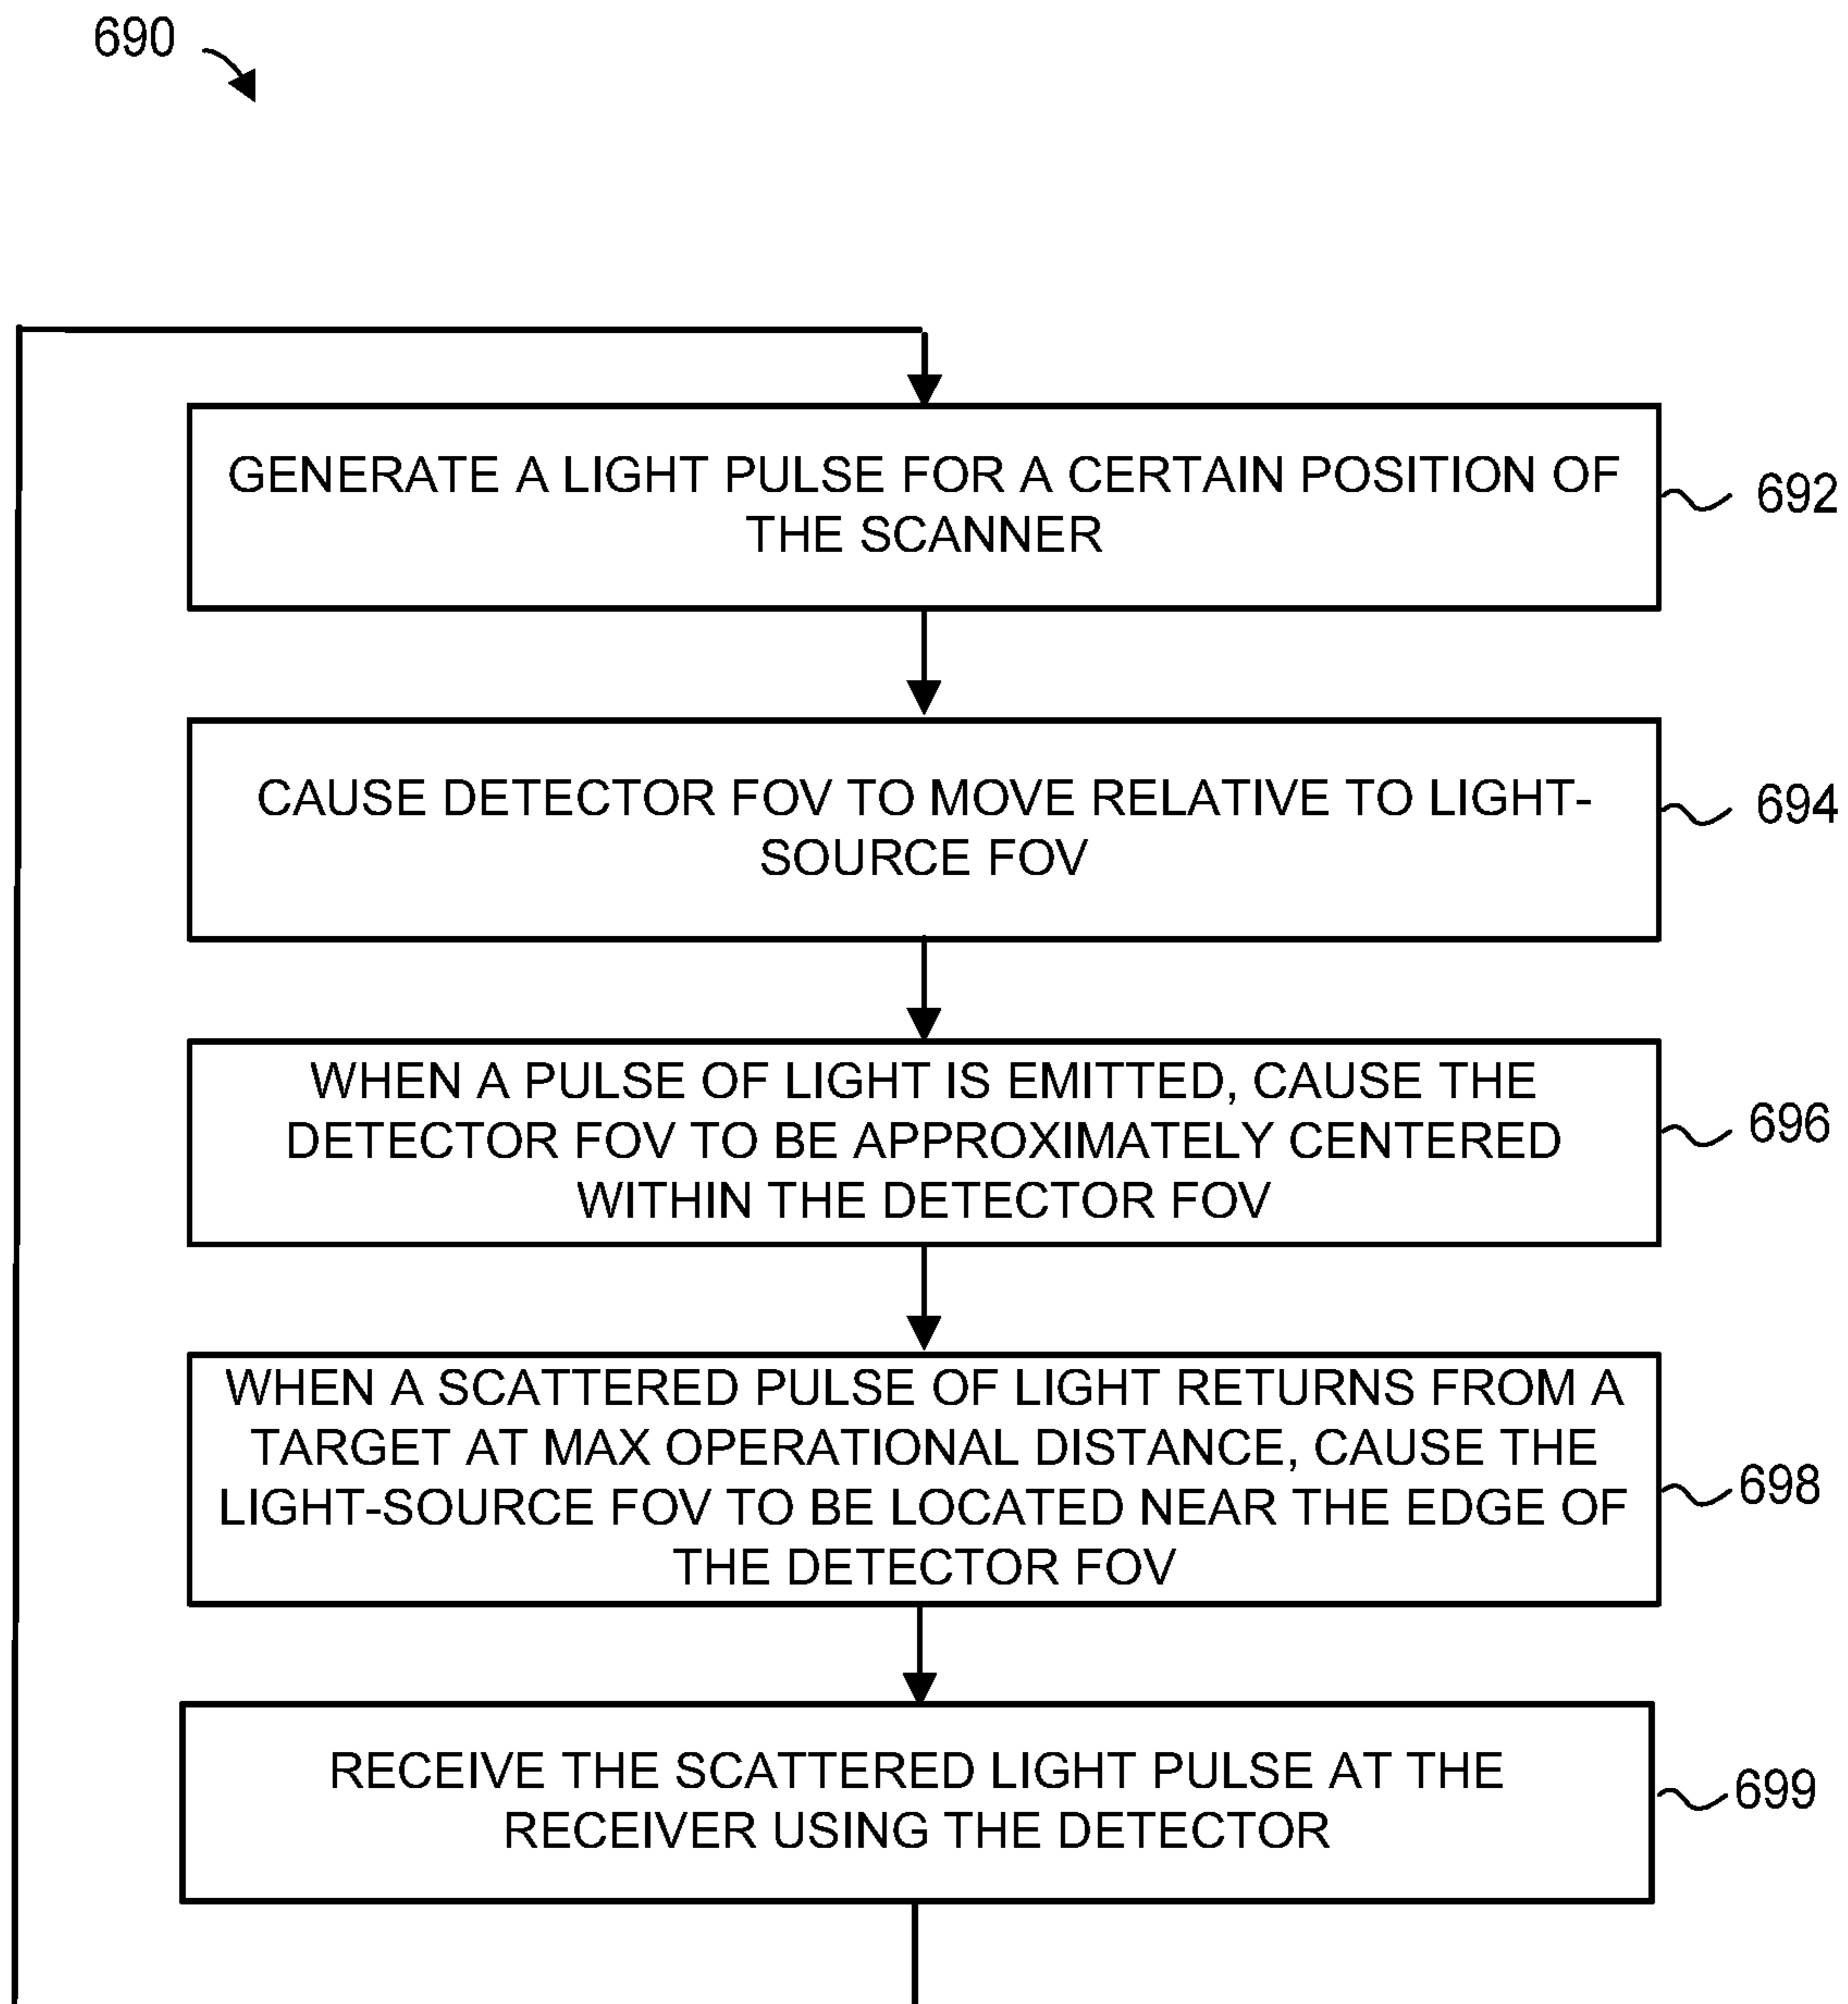 690
GENERATE A LIGHT PULSE FOR A CERTAIN POSITION OF
THE SCANNER
692
CAUSE DETECTOR FOV TO MOVE RELATIVE TO LIGHT-
SOURCE FOV
694
WHEN A PULSE OF LIGHT IS EMITTED, CAUSE THE
DETECTOR FOV TO BE APPROXIMATELY CENTERED
WITHIN THE DETECTOR FOV
696
WHEN A SCATTERED PULSE OF LIGHT RETURNS FROM A
TARGET AT MAX OPERATIONAL DISTANCE, CAUSE THE
LIGHT-SOURCE FOV TO BE LOCATED NEAR THE EDGE OF
THE DETECTOR FOV
698
RECEIVE THE SCATTERED LIGHT PULSE AT THE
RECEIVER USING THE DETECTOR
699